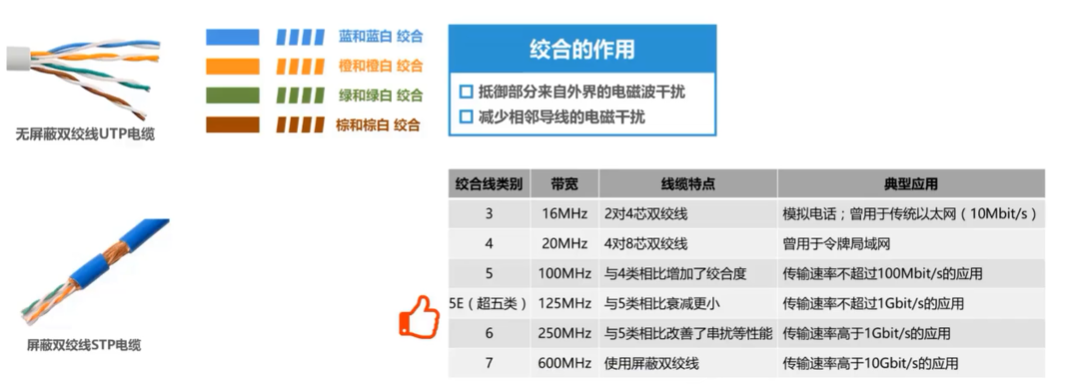 蓝和蓝白 绞合
橙和橙白 绞合
绿和绿白 绞合
棕和棕白 绞合
无屏蔽双绞线UTP电缆
绞合的作用
抵御部分来自外界的电磁波干扰
减少相邻导线的电磁干扰
屏蔽双绞线STP电缆
绞合线类别 带宽 线缆特点 典型应用
3 16MHz 2对4芯双绞线 模拟电话；曾用于传统以太网（10Mbit/s）
4 20MHz 4对8芯双绞线 曾用于令牌局域网
5 100MHz 与4类相比增加了绞合度 传输速率不超过100Mbit/s的应用
5E（超五类） 125MHz 与5类相比衰减更小 传输速率不超过1Gbit/s的应用
6 250MHz 与5类相比改善了串扰等性能 传输速率高于1Gbit/s的应用
7 600MHz 使用屏蔽双绞线 传输速率高于10Gbit/s的应用